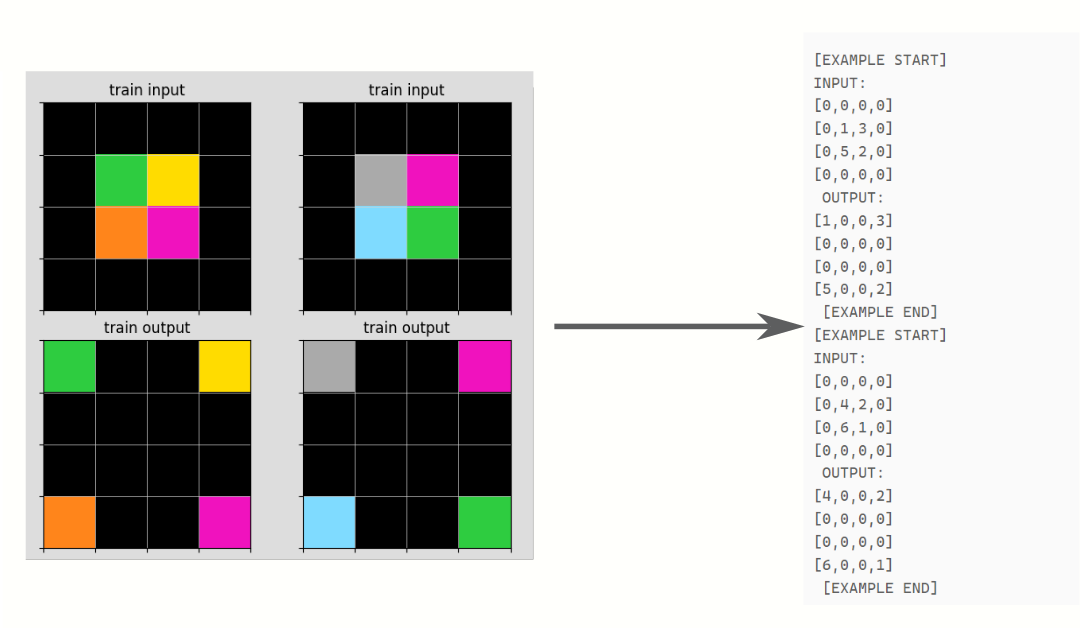 train input
train input
train output
train output
[EXAMPLE START]
INPUT:
[0,0,0,0]
[0,1,3,0]
[0,5,2,0]
[0,0,0,0]
OUTPUT:
[1,0,0,3]
[0,0,0,0]
[0,0,0,0]
[5,0,0,2]
[EXAMPLE END]
[EXAMPLE START]
INPUT:
[0,0,0,0]
[0,4,2,0]
[0,6,1,0]
[0,0,0,0]
OUTPUT:
[4,0,0,2]
[0,0,0,0]
[0,0,0,0]
[6,0,0,1]
[EXAMPLE END]